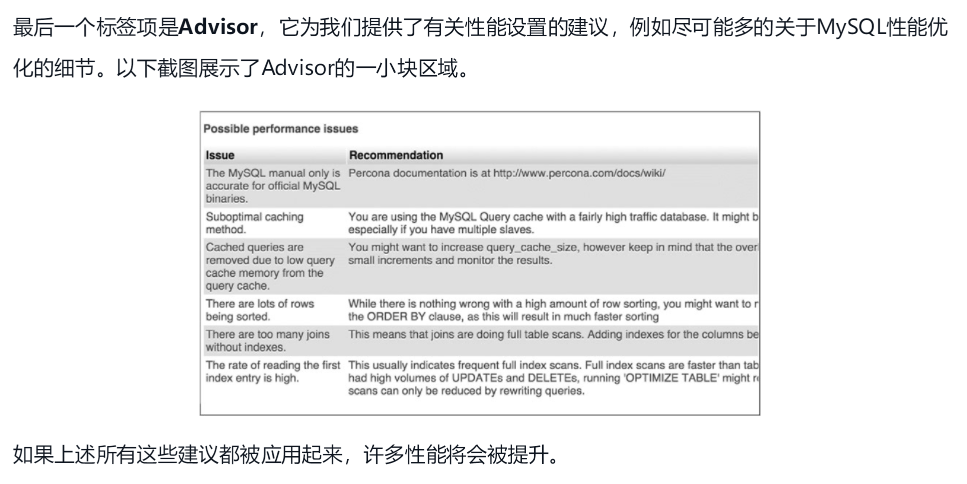 最后一个标签项是Advisor，它为我们提供了有关性能设置的建议，例如尽可能多的关于MySQL性能优
化的细节。以下截图展示了Advisor的一小块区域。
Possible performance issues
Issue Recommendation
The MySQL manual only is Percona documentation is at http://www.percona.com/docs/wiki/
accurate for official MySQL
binaries.
Suboptimal caching You are using the MySQL Query cache with a fairly high traffic database. It might b
method. especially if you have multiple slaves.
Cached queries are You might want to increase query_cache_size, however keep in mind that the over
removed due to low query small increments and monitor the results.
cache memory from the
query cache.
There are lots of rows While there is nothing wrong with a high amount of row sorting, you might want to r
being sorted. the ORDER BY clause, as this will result in much faster sorting
There are too many joins This means that joins are doing full table scans. Adding indexes for the columns be
without indexes.
The rate of reading the first This usually indicates frequent full index scans. Full index scans are faster than tab
index entry is high. had high volumes of UPDATEs and DELETEs, running 'OPTIMIZE TABLE' might r
scans can only be reduced by rewriting queries.
如果上述所有这些建议都被应用起来，许多性能将会被提升。